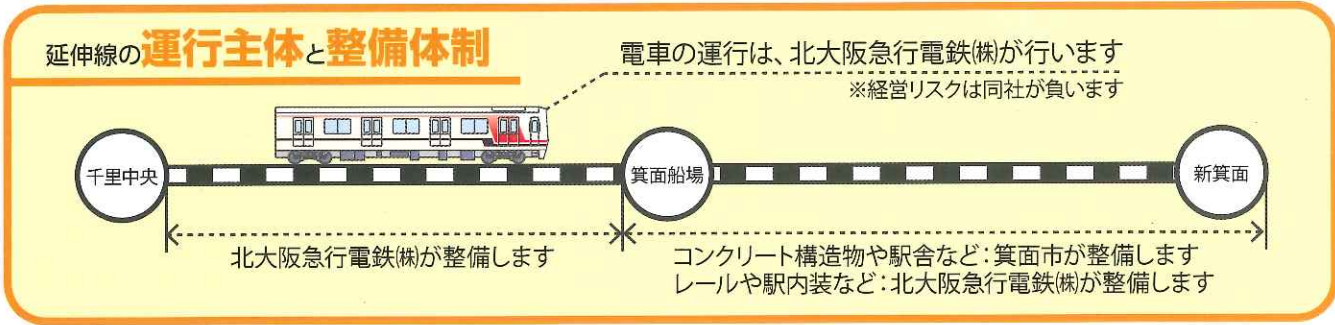 延伸線の運行主体と整備体制
電車の運行は、北大阪急行電鉄㈱が行います
※経営リスクは同社が負います
千里中央
箕面船場
新箕面
北大阪急行電鉄㈱が整備します
コンクリート構造物や駅舎など:箕面市が整備します
レールや駅内装など:北大阪急行電鉄㈱が整備します